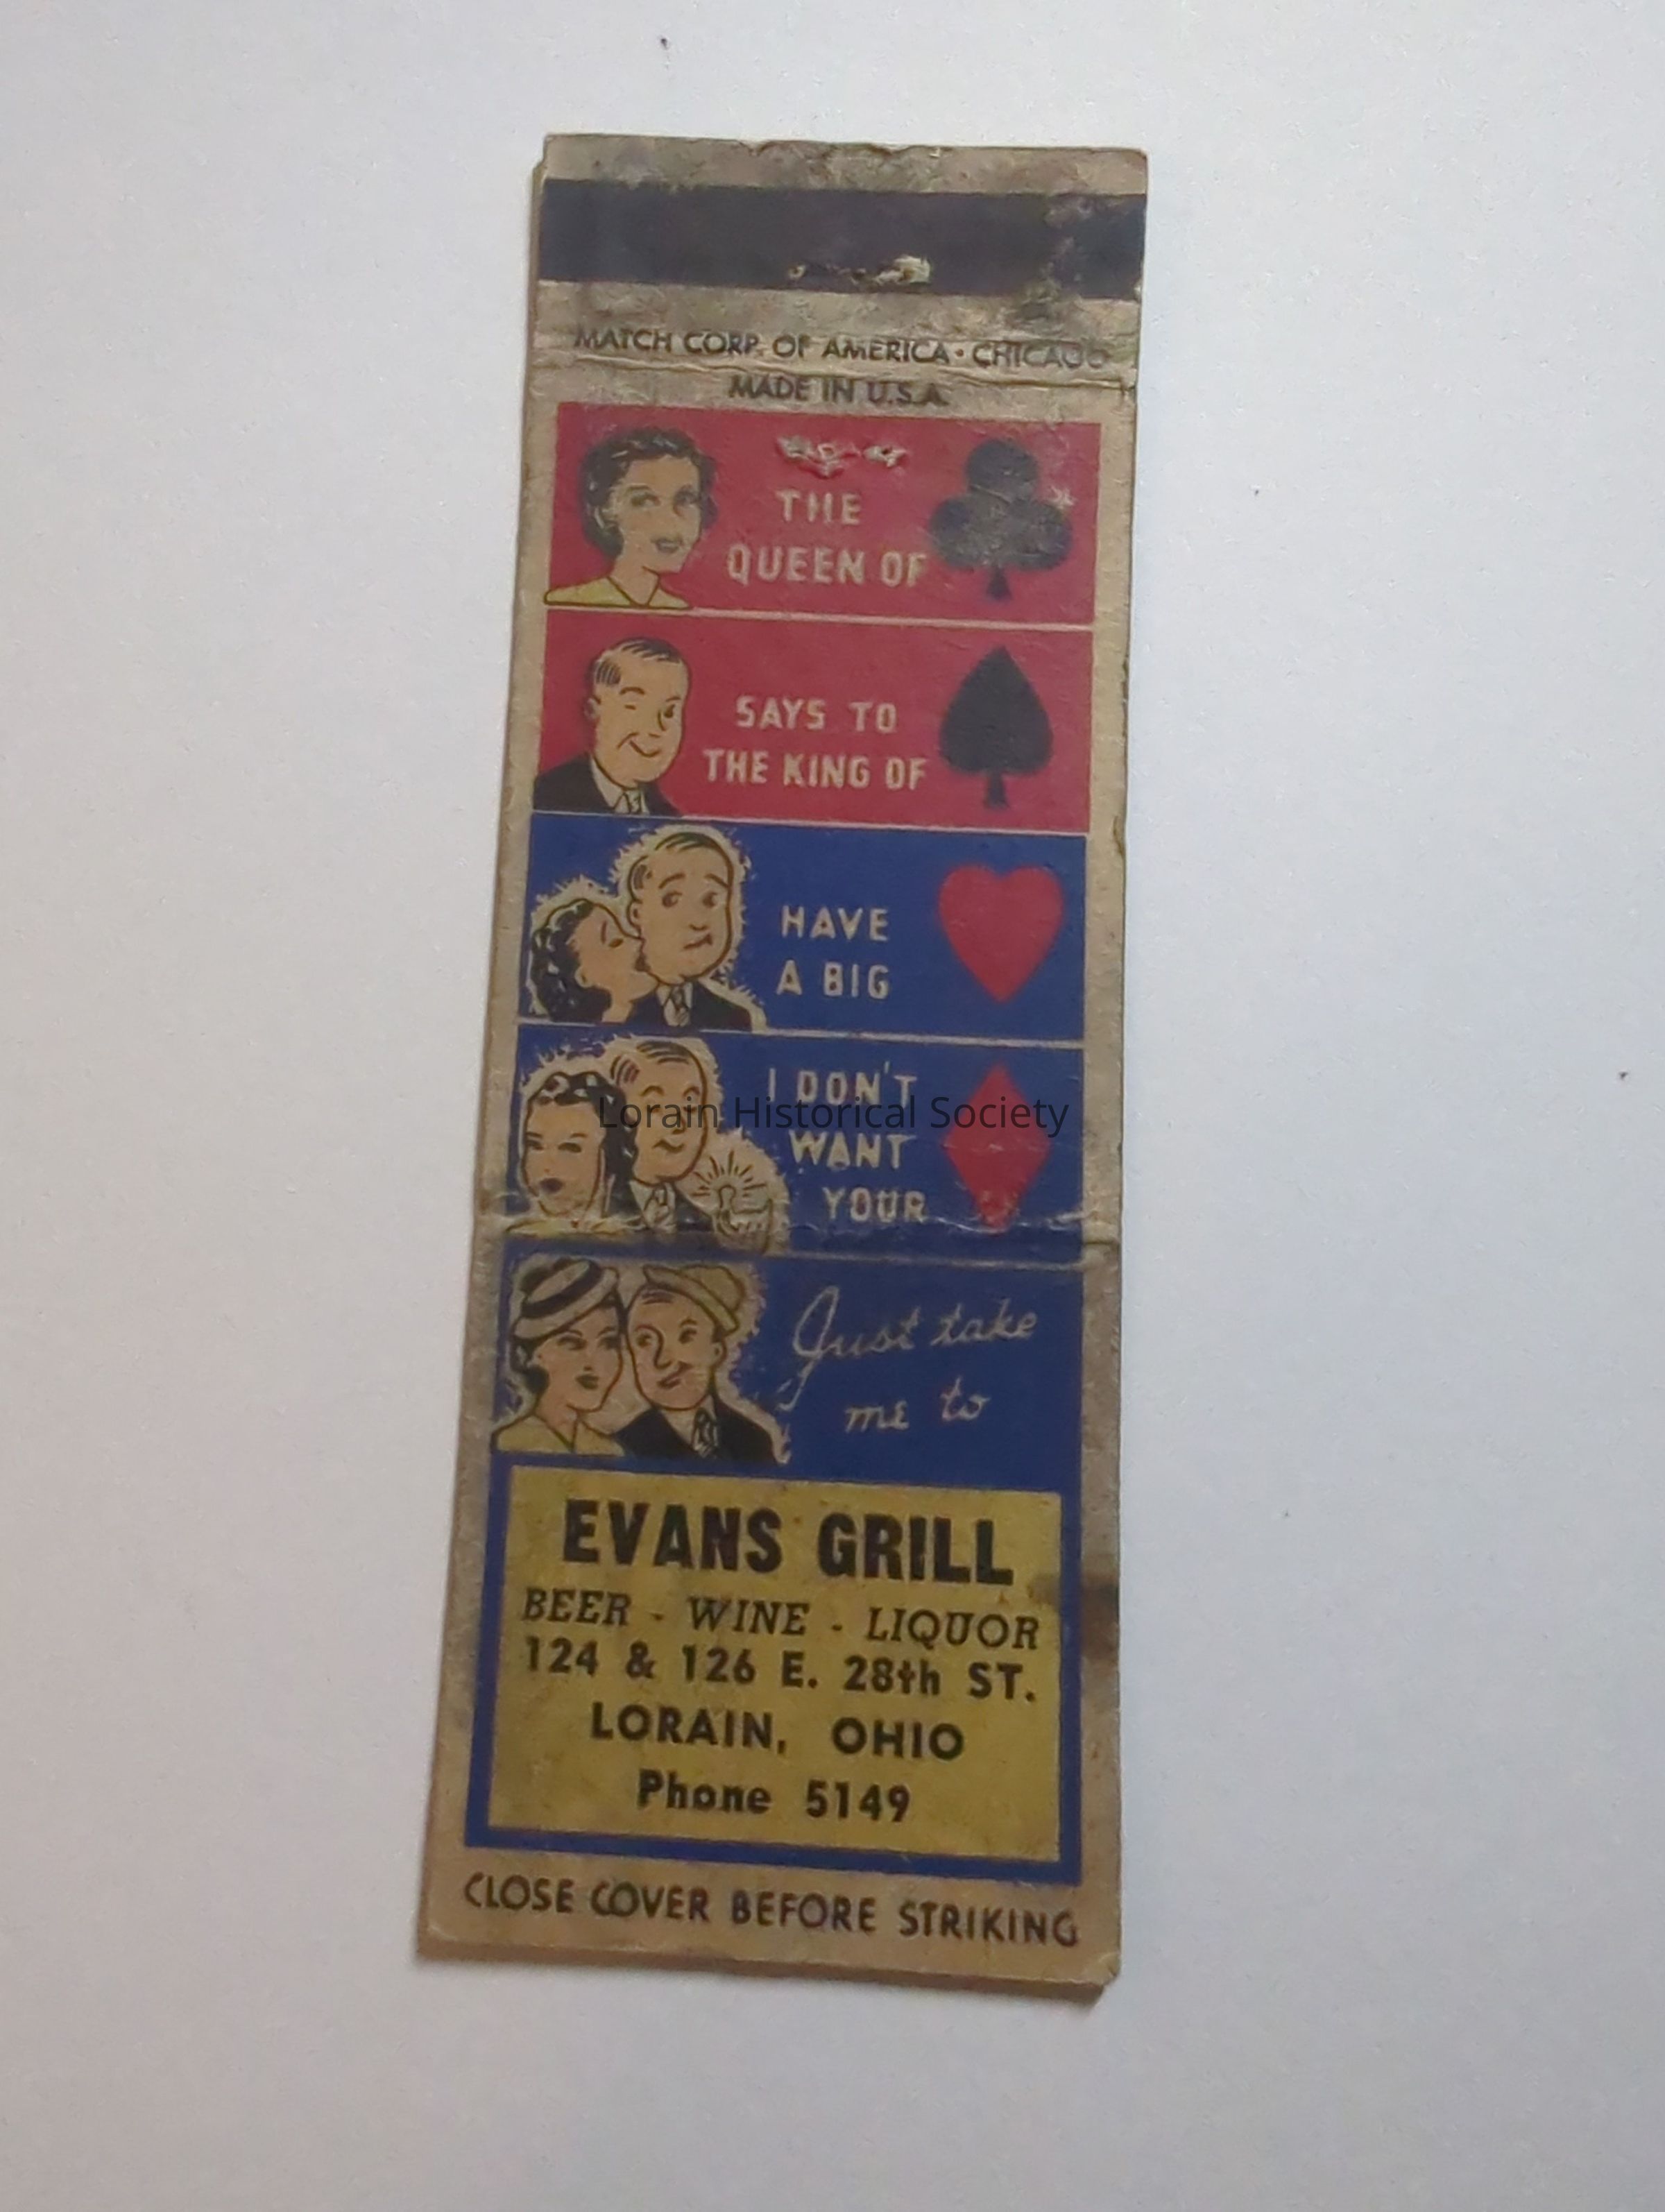 MATCH CORP. OF AMERICA · CHICAGO
MADE IN U.S.A.
THE
QUEEN OF
SAYS TO
THE KING OF
HAVE
A BIG
I DON'T
WANT
YOUR
Lorain Historical Society
Just take
me to
EVANS GRILL
BEER - WINE - LIQUOR
124 & 126 E. 28th ST.
LORAIN, OHIO
Phone 5149
CLOSE COVER BEFORE STRIKING